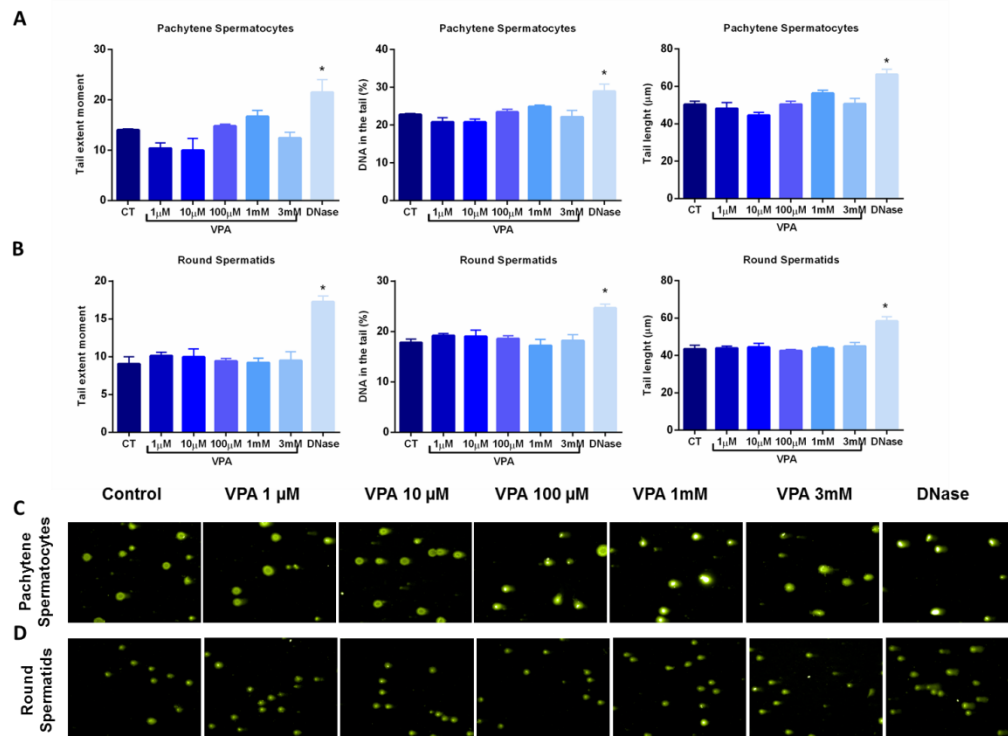 A
Pachytene Spermatocytes
Tail extent moment
30
20
10
0
CT 1μM 10μM 100μM 1mM 3mM DNase
VPA
*
Pachytene Spermatocytes
DNA in the tail (%)
40
30
20
10
0
CT 1μM 10μM 100μM 1mM 3mM DNase
VPA
*
Pachytene Spermatocytes
Tail lenght (μm)
80
60
40
20
0
CT 1μM 10μM 100μM 1mM 3mM DNase
VPA
*
B
Round Spermatids
Tail extent moment
20
15
10
5
0
CT 1μM 10μM 100μM 1mM 3mM DNase
VPA
*
Round Spermatids
DNA in the tail (%)
30
20
10
0
CT 1μM 10μM 100μM 1mM 3mM DNase
VPA
*
Round Spermatids
Tail lenght (μm)
80
60
40
20
0
CT 1μM 10μM 100μM 1mM 3mM DNase
VPA
*
Control VPA 1 μM VPA 10 μM VPA 100 μM VPA 1mM VPA 3mM DNase
C
Pachytene
Spermatocytes
D
Round
Spermatids